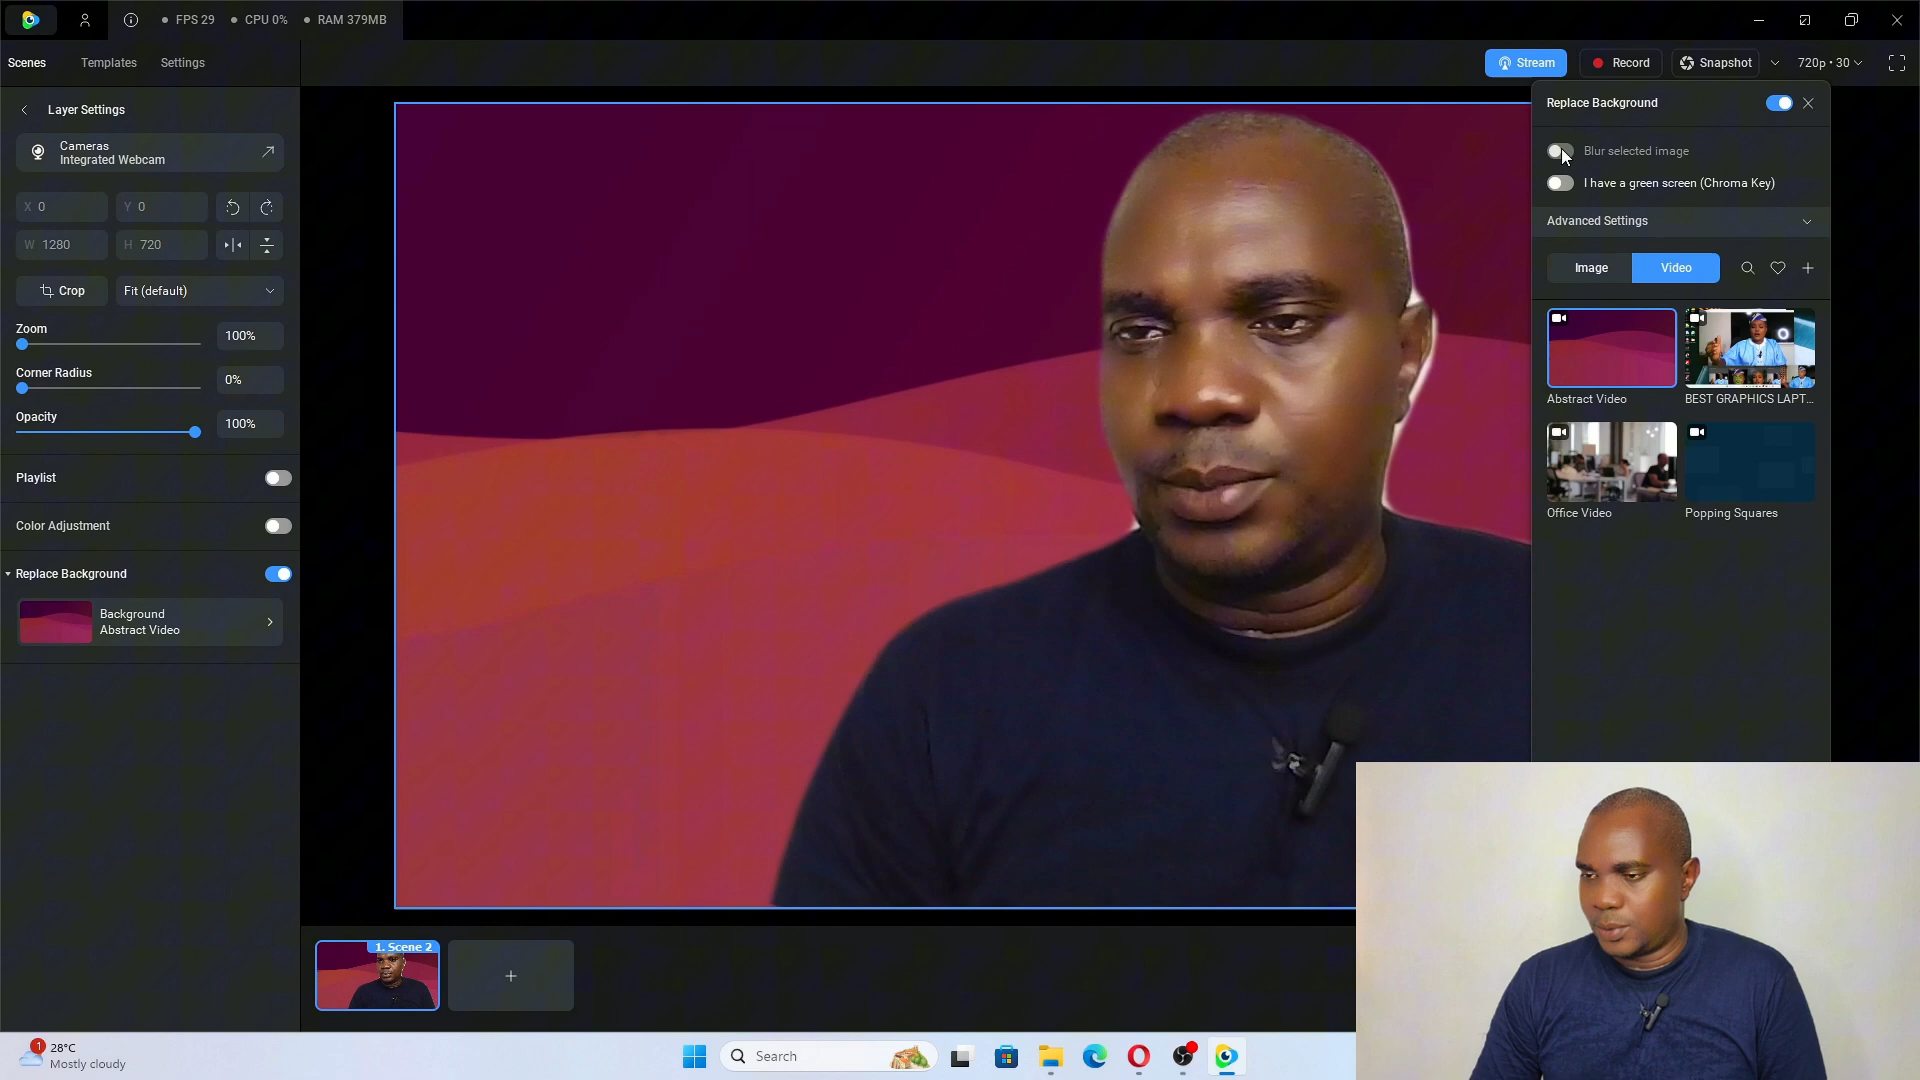 FPS 29
CPU 0%
RAM 379MB
Scenes
Templates
Settings
Stream
Record
Snapshot
720p • 30
Layer Settings
Cameras
Integrated Webcam
X 0
Y 0
W 1280
H 720
Crop
Fit (default)
Zoom
100%
Corner Radius
0%
Opacity
100%
Playlist
Color Adjustment
Replace Background
Background
Abstract Video
Replace Background
Blur selected image
I have a green screen (Chroma Key)
Advanced Settings
Image
Video
Abstract Video
BEST GRAPHICS LAPT...
Office Video
Popping Squares
1. Scene 2
1
28°C
Mostly cloudy
Search